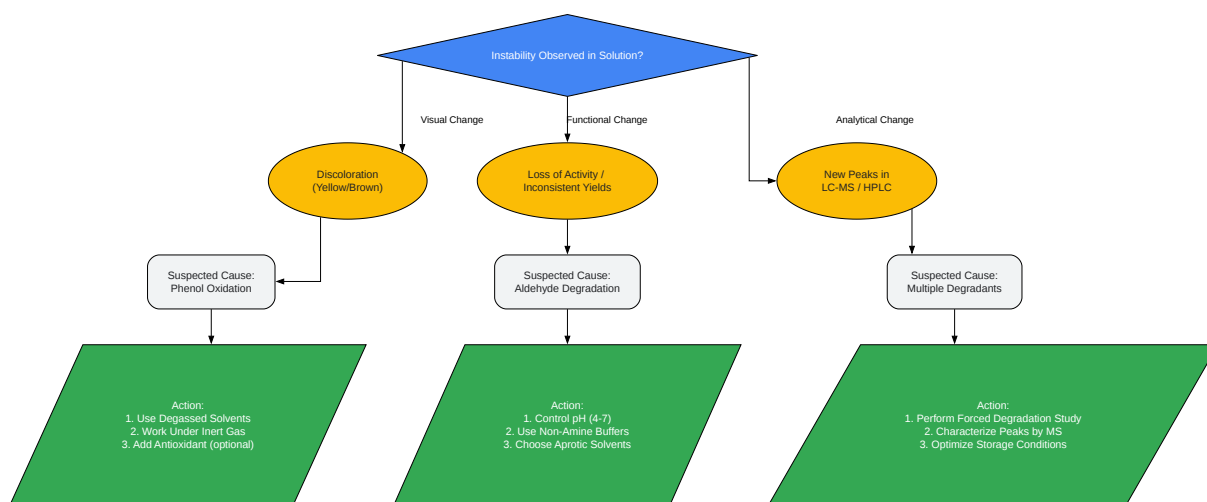 Instability Observed in Solution?
Visual Change
Functional Change
Analytical Change
Discoloration
(Yellow/Brown)
Loss of Activity /
Inconsistent Yields
New Peaks in
LC-MS / HPLC
Suspected Cause:
Phenol Oxidation
Suspected Cause:
Aldehyde Degradation
Suspected Cause:
Multiple Degradants
Action:
1. Use Degassed Solvents
2. Work Under Inert Gas
3. Add Antioxidant (optional)
Action:
1. Control pH (4-7)
2. Use Non-Amine Buffers
3. Choose Aprotic Solvents
Action:
1. Perform Forced Degradation Study
2. Characterize Peaks by MS
3. Optimize Storage Conditions